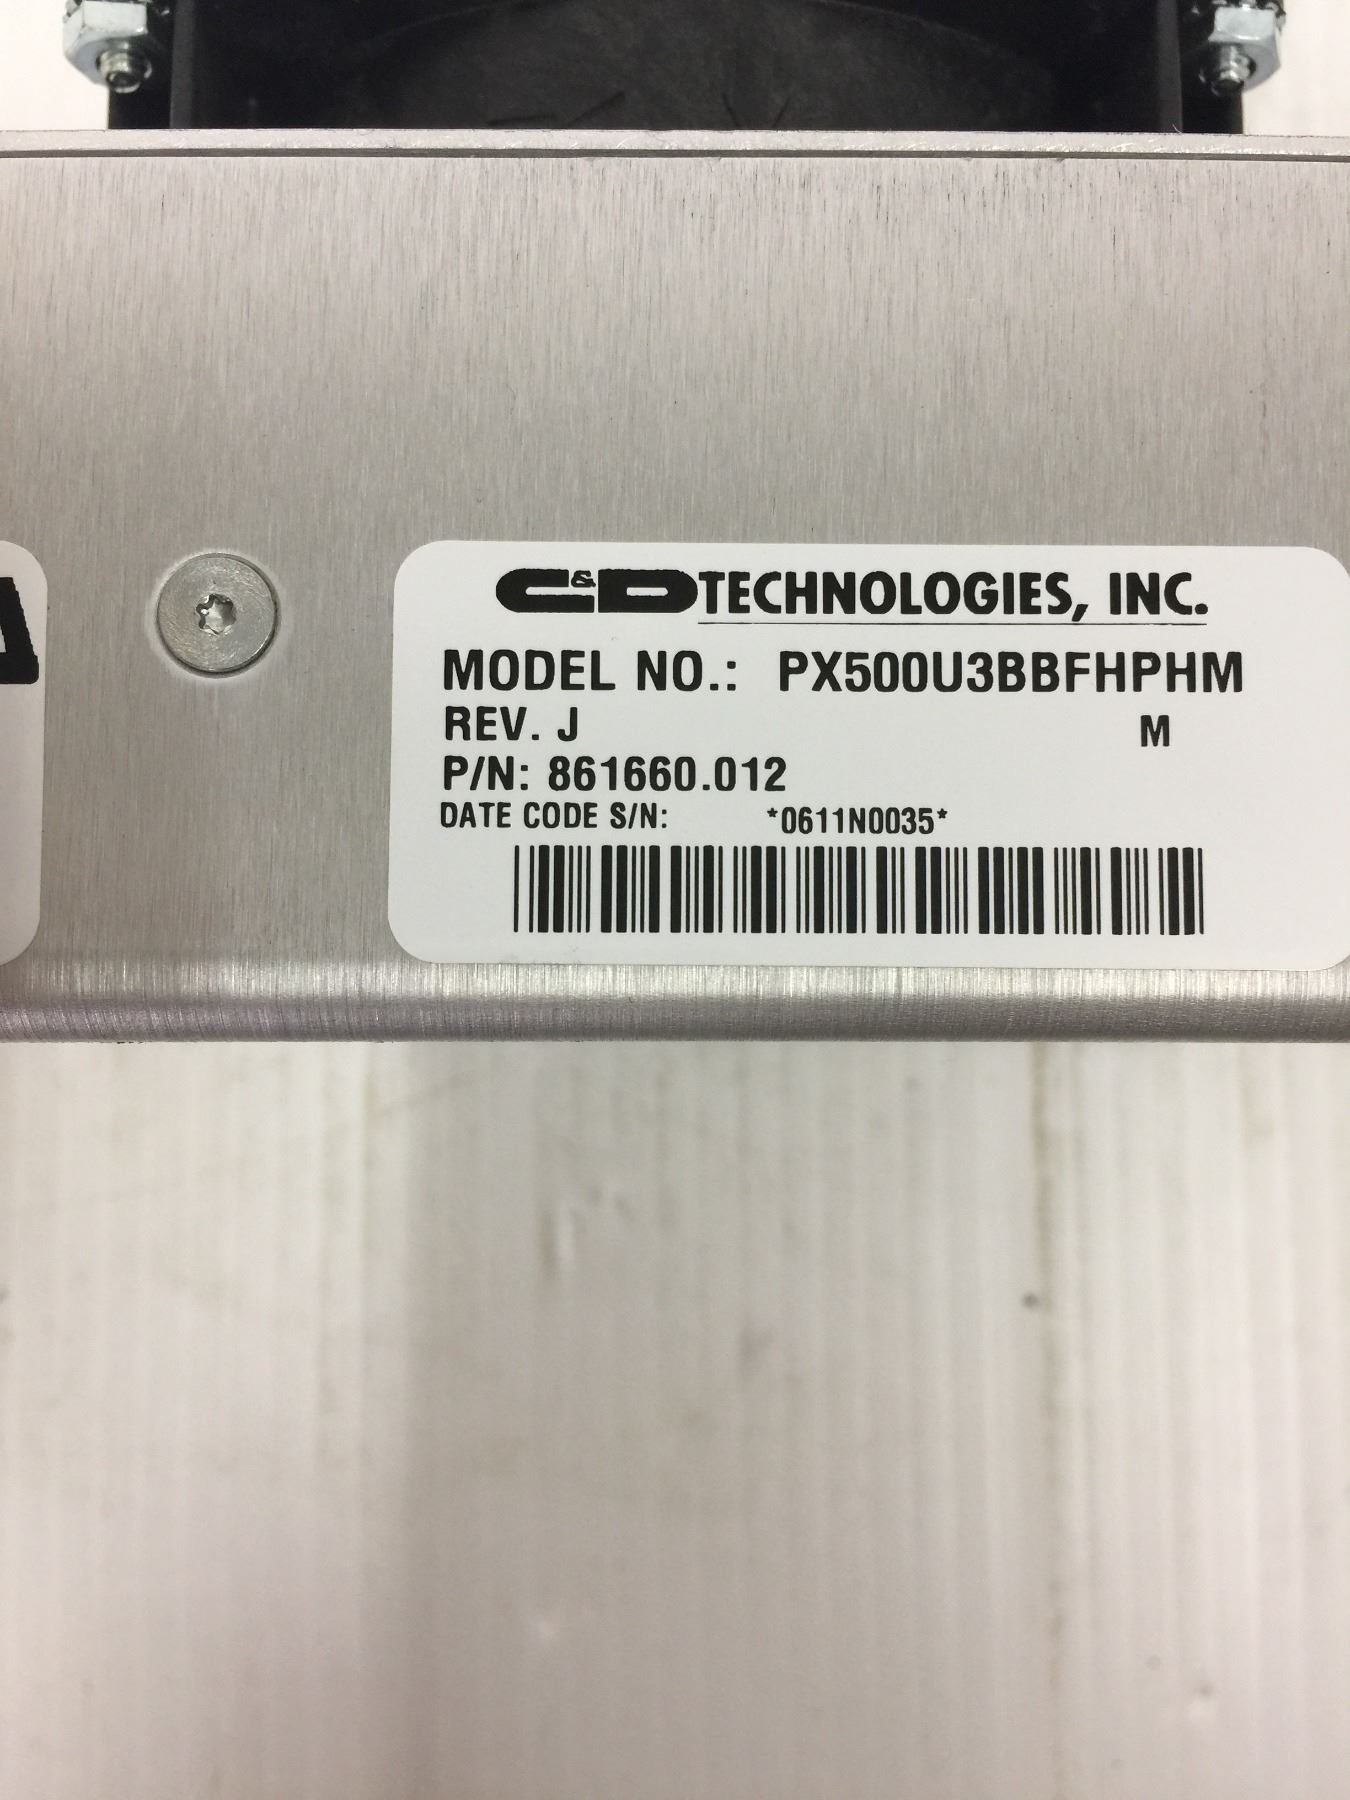 C&D TECHNOLOGIES, INC.
MODEL NO.: PX500U3BBFHPHM
REV. J M
P/N: 861660.012
DATE CODE S/N: *0611N0035*